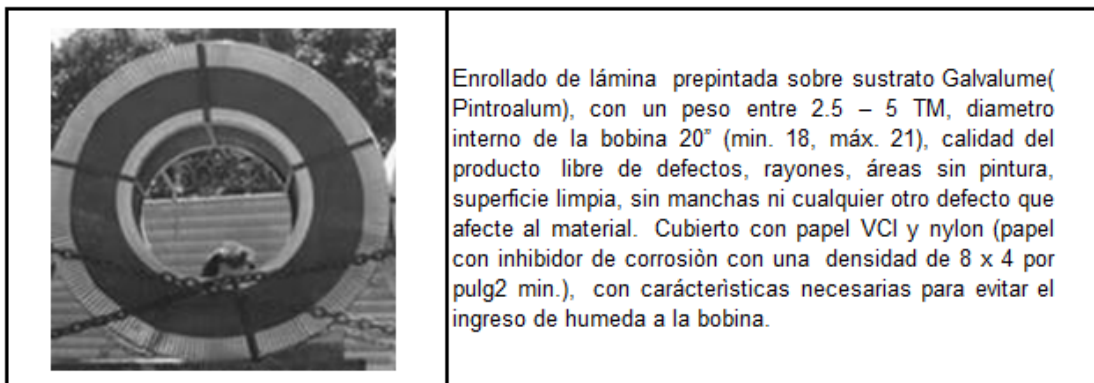 Enrollado de lámina prepintada sobre sustrato Galvalume(
Pintroalum), con un peso entre 2.5 – 5 TM, diametro
interno de la bobina 20” (min. 18, máx. 21), calidad del
producto libre de defectos, rayones, áreas sin pintura,
superficie limpia, sin manchas ni cualquier otro defecto que
afecte al material. Cubierto con papel VCI y nylon (papel
con inhibidor de corrosiòn con una densidad de 8 x 4 por
pulg2 min.), con carácterìsticas necesarias para evitar el
ingreso de humeda a la bobina.